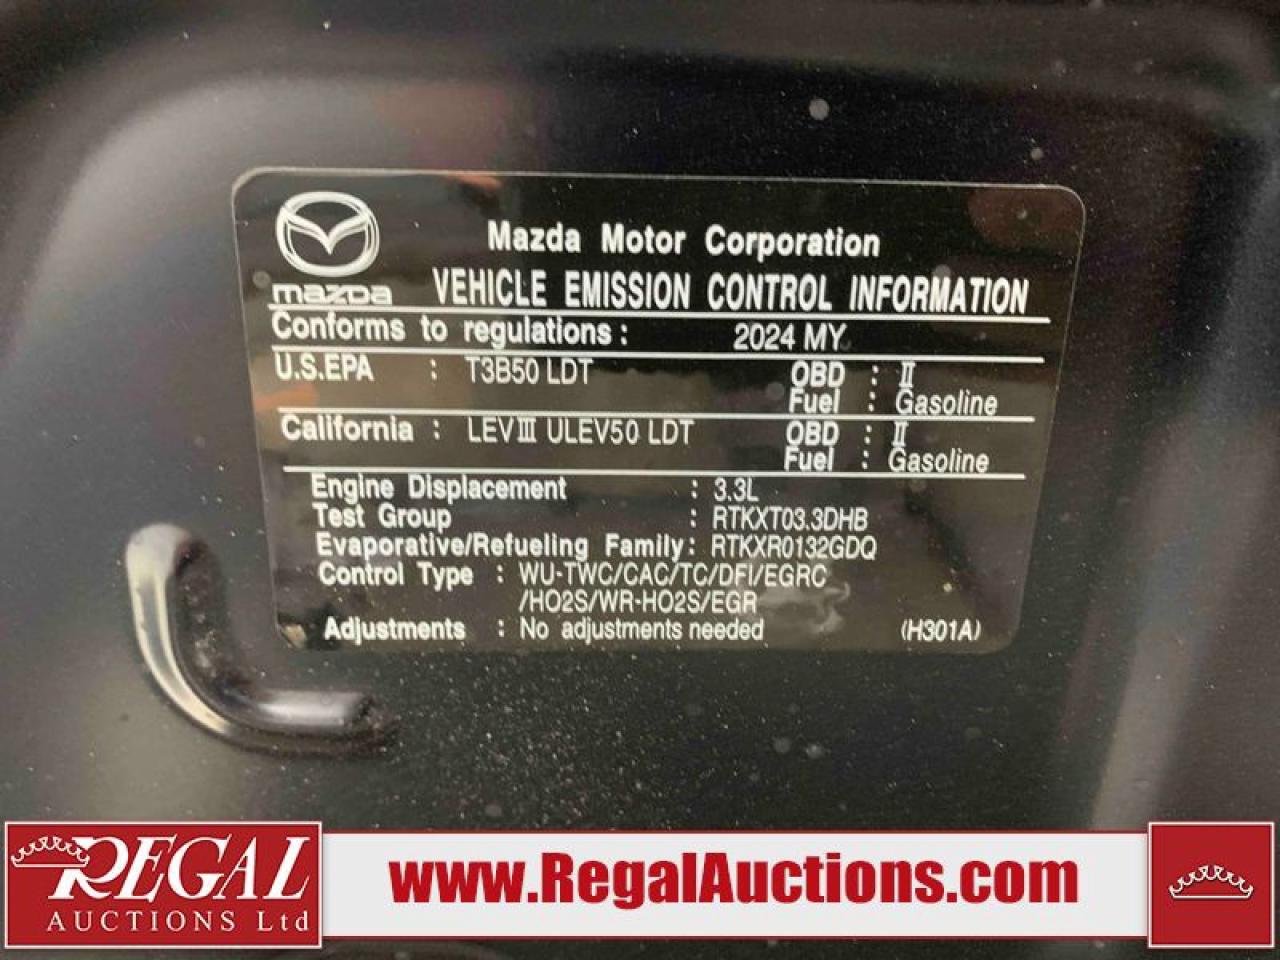 Mazda Motor Corporation
mazda VEHICLE EMISSION CONTROL INFORMATION
Conforms to regulations : 2024 MY
U.S.EPA : T3B50 LDT OBD : II
Fuel : Gasoline
California : LEVIII ULEV50 LDT OBD : II
Fuel : Gasoline
Engine Displacement : 3.3L
Test Group : RTKXT03.3DHB
Evaporative/Refueling Family: RTKXR0132GDQ
Control Type : WU-TWC/CAC/TC/DFI/EGRC
/HO2S/WR-HO2S/EGR
Adjustments : No adjustments needed (H301A)
REGAL
AUCTIONS Ltd
www.RegalAuctions.com